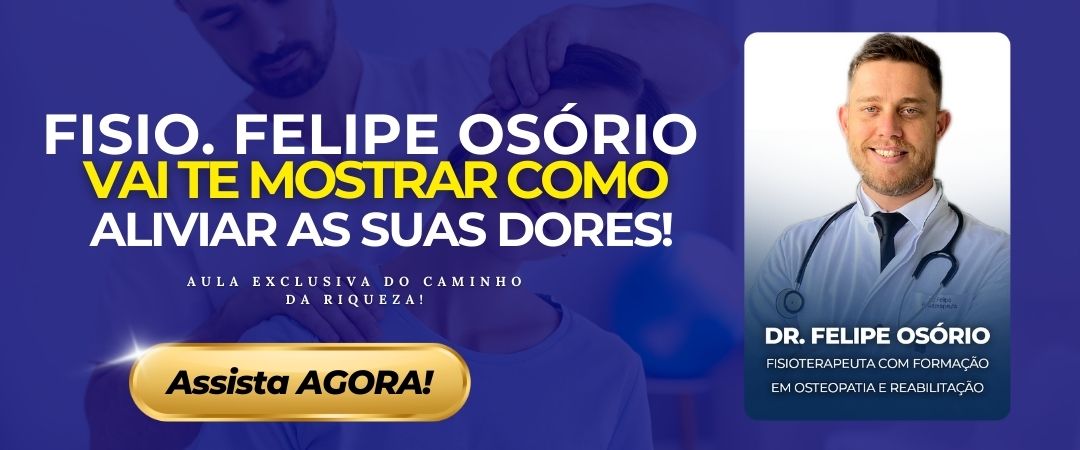 FISIO. FELIPE OSÓRIO
VAI TE MOSTRAR COMO
ALIVIAR AS SUAS DORES!
AULA EXCLUSIVA DO CAMINHO
DA RIQUEZA!
Assista AGORA!
DR. FELIPE OSÓRIO
FISIOTERAPEUTA COM FORMAÇÃO
EM OSTEOPATIA E REABILITAÇÃO